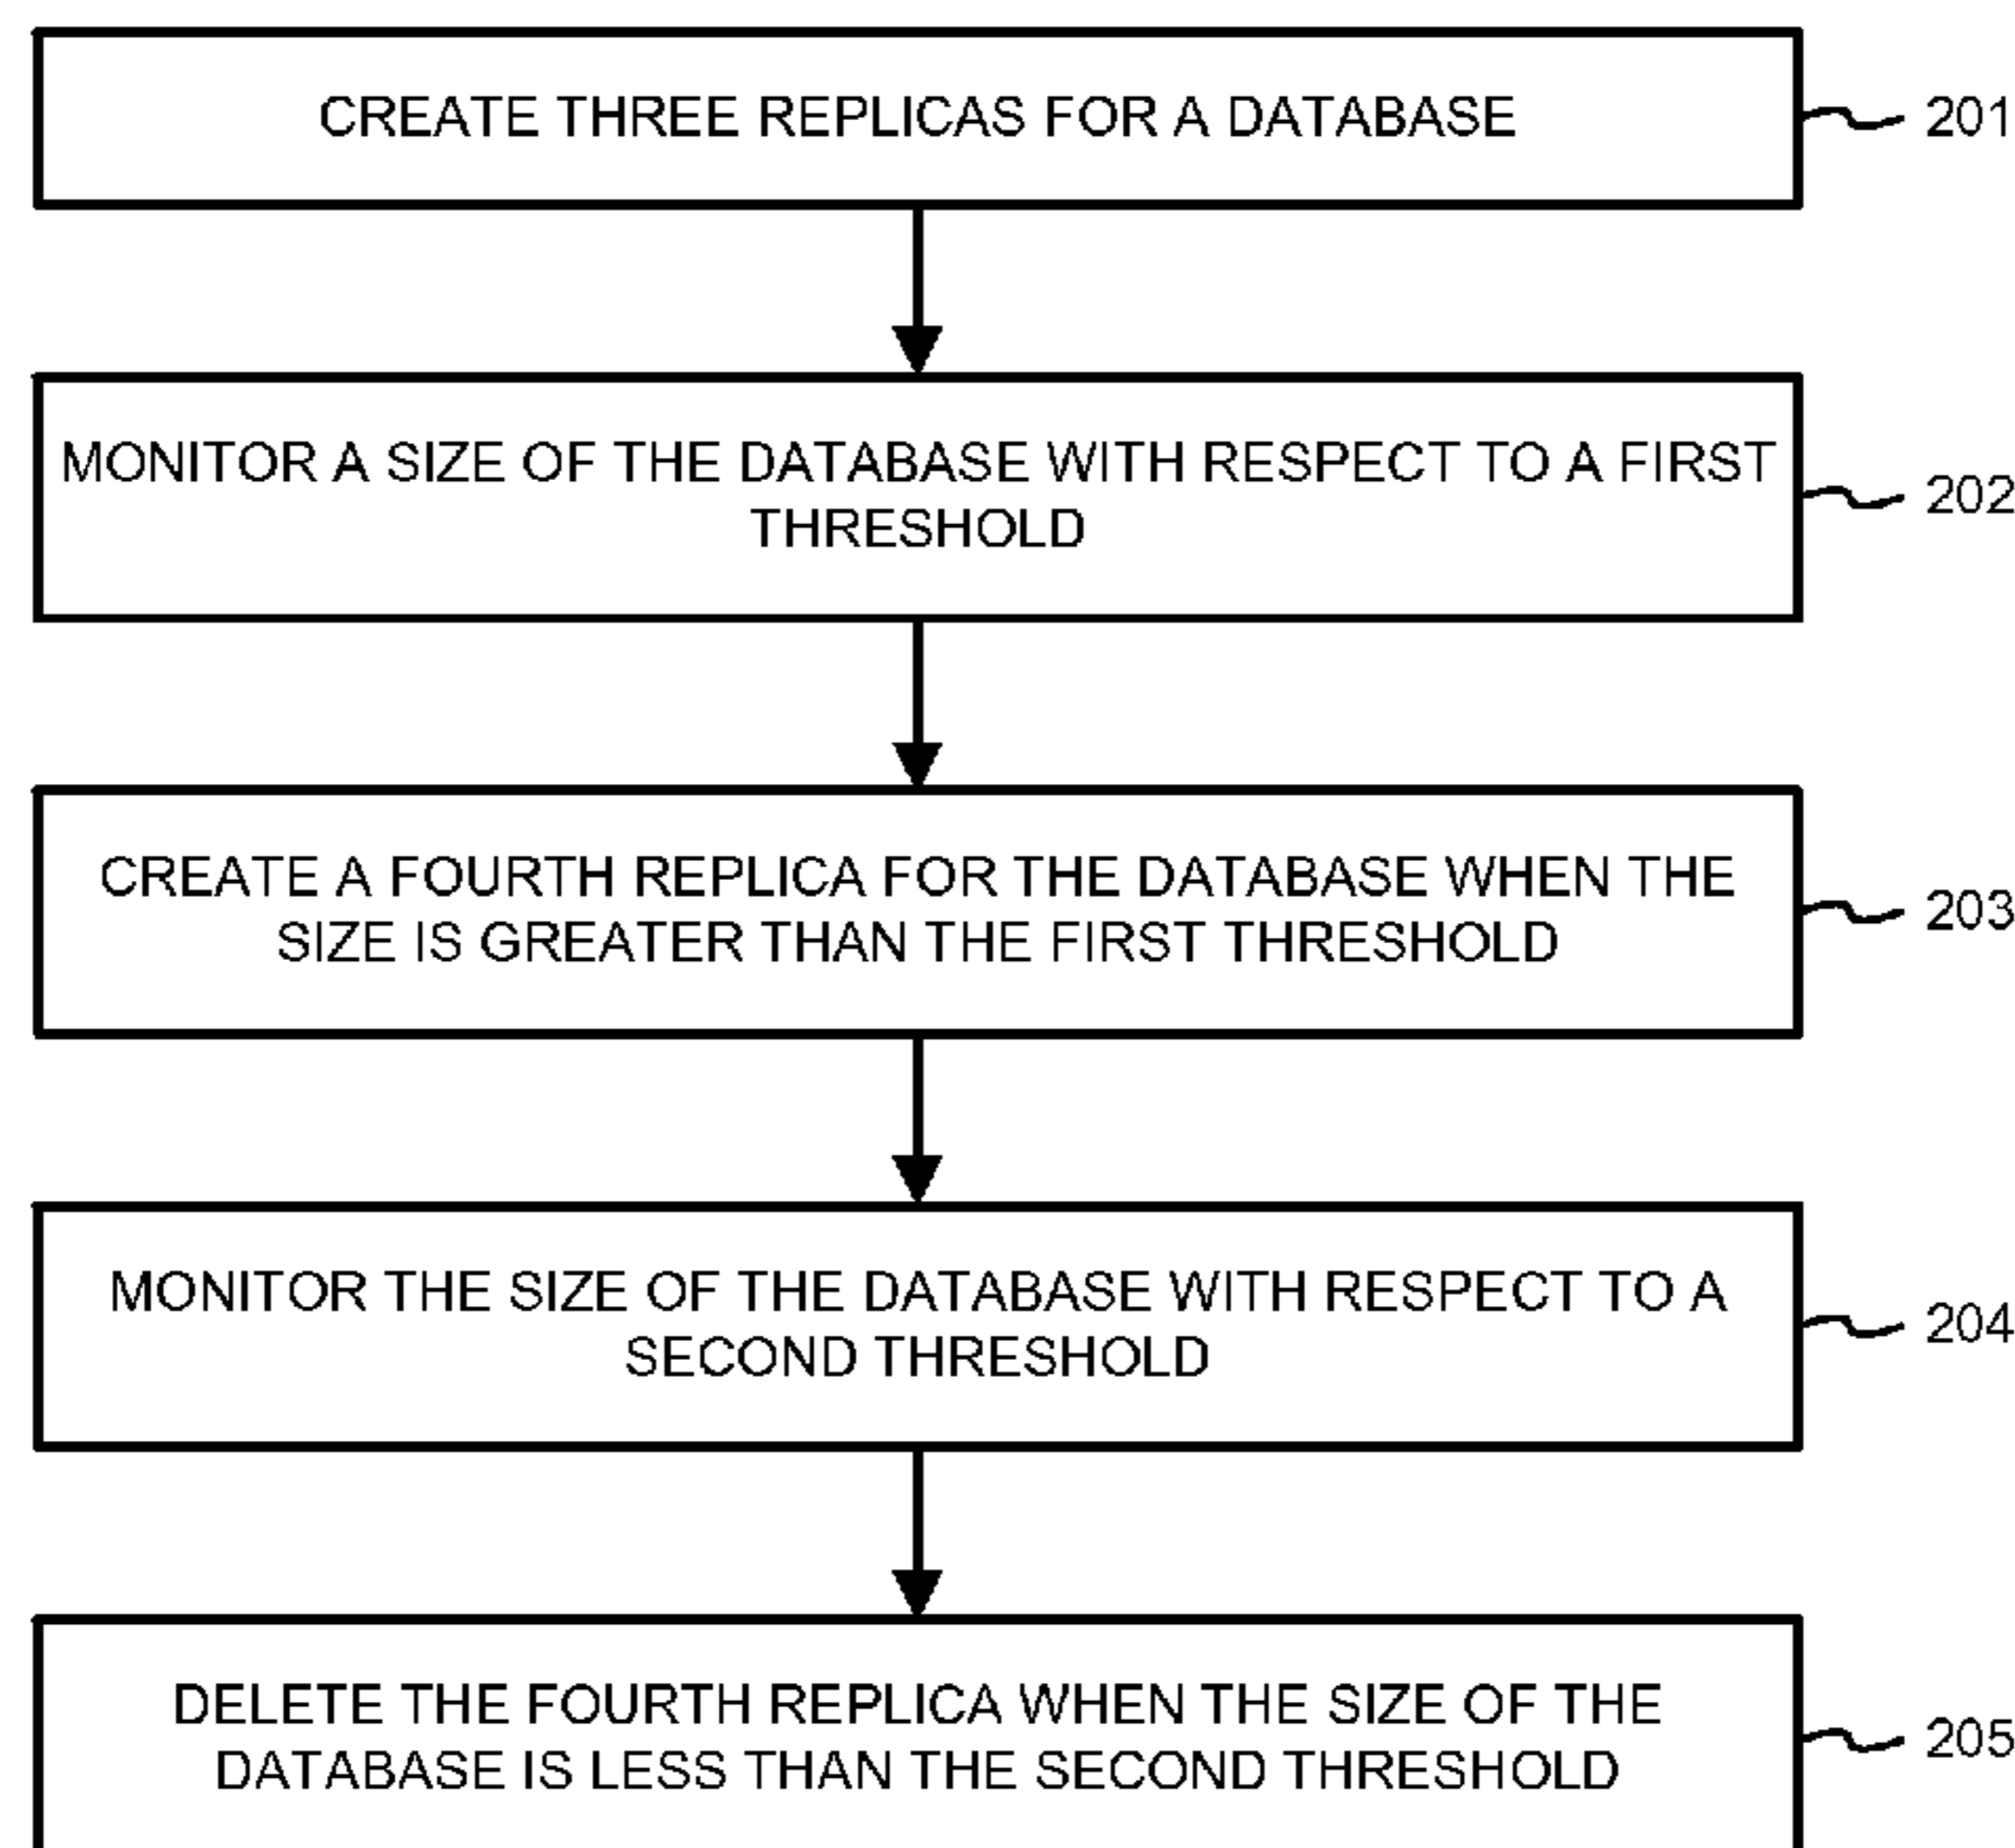 CREATE THREE REPLICAS FOR A DATABASE
201
MONITOR A SIZE OF THE DATABASE WITH RESPECT TO A FIRST
THRESHOLD
202
CREATE A FOURTH REPLICA FOR THE DATABASE WHEN THE
SIZE IS GREATER THAN THE FIRST THRESHOLD
203
MONITOR THE SIZE OF THE DATABASE WITH RESPECT TO A
SECOND THRESHOLD
204
DELETE THE FOURTH REPLICA WHEN THE SIZE OF THE
DATABASE IS LESS THAN THE SECOND THRESHOLD
205